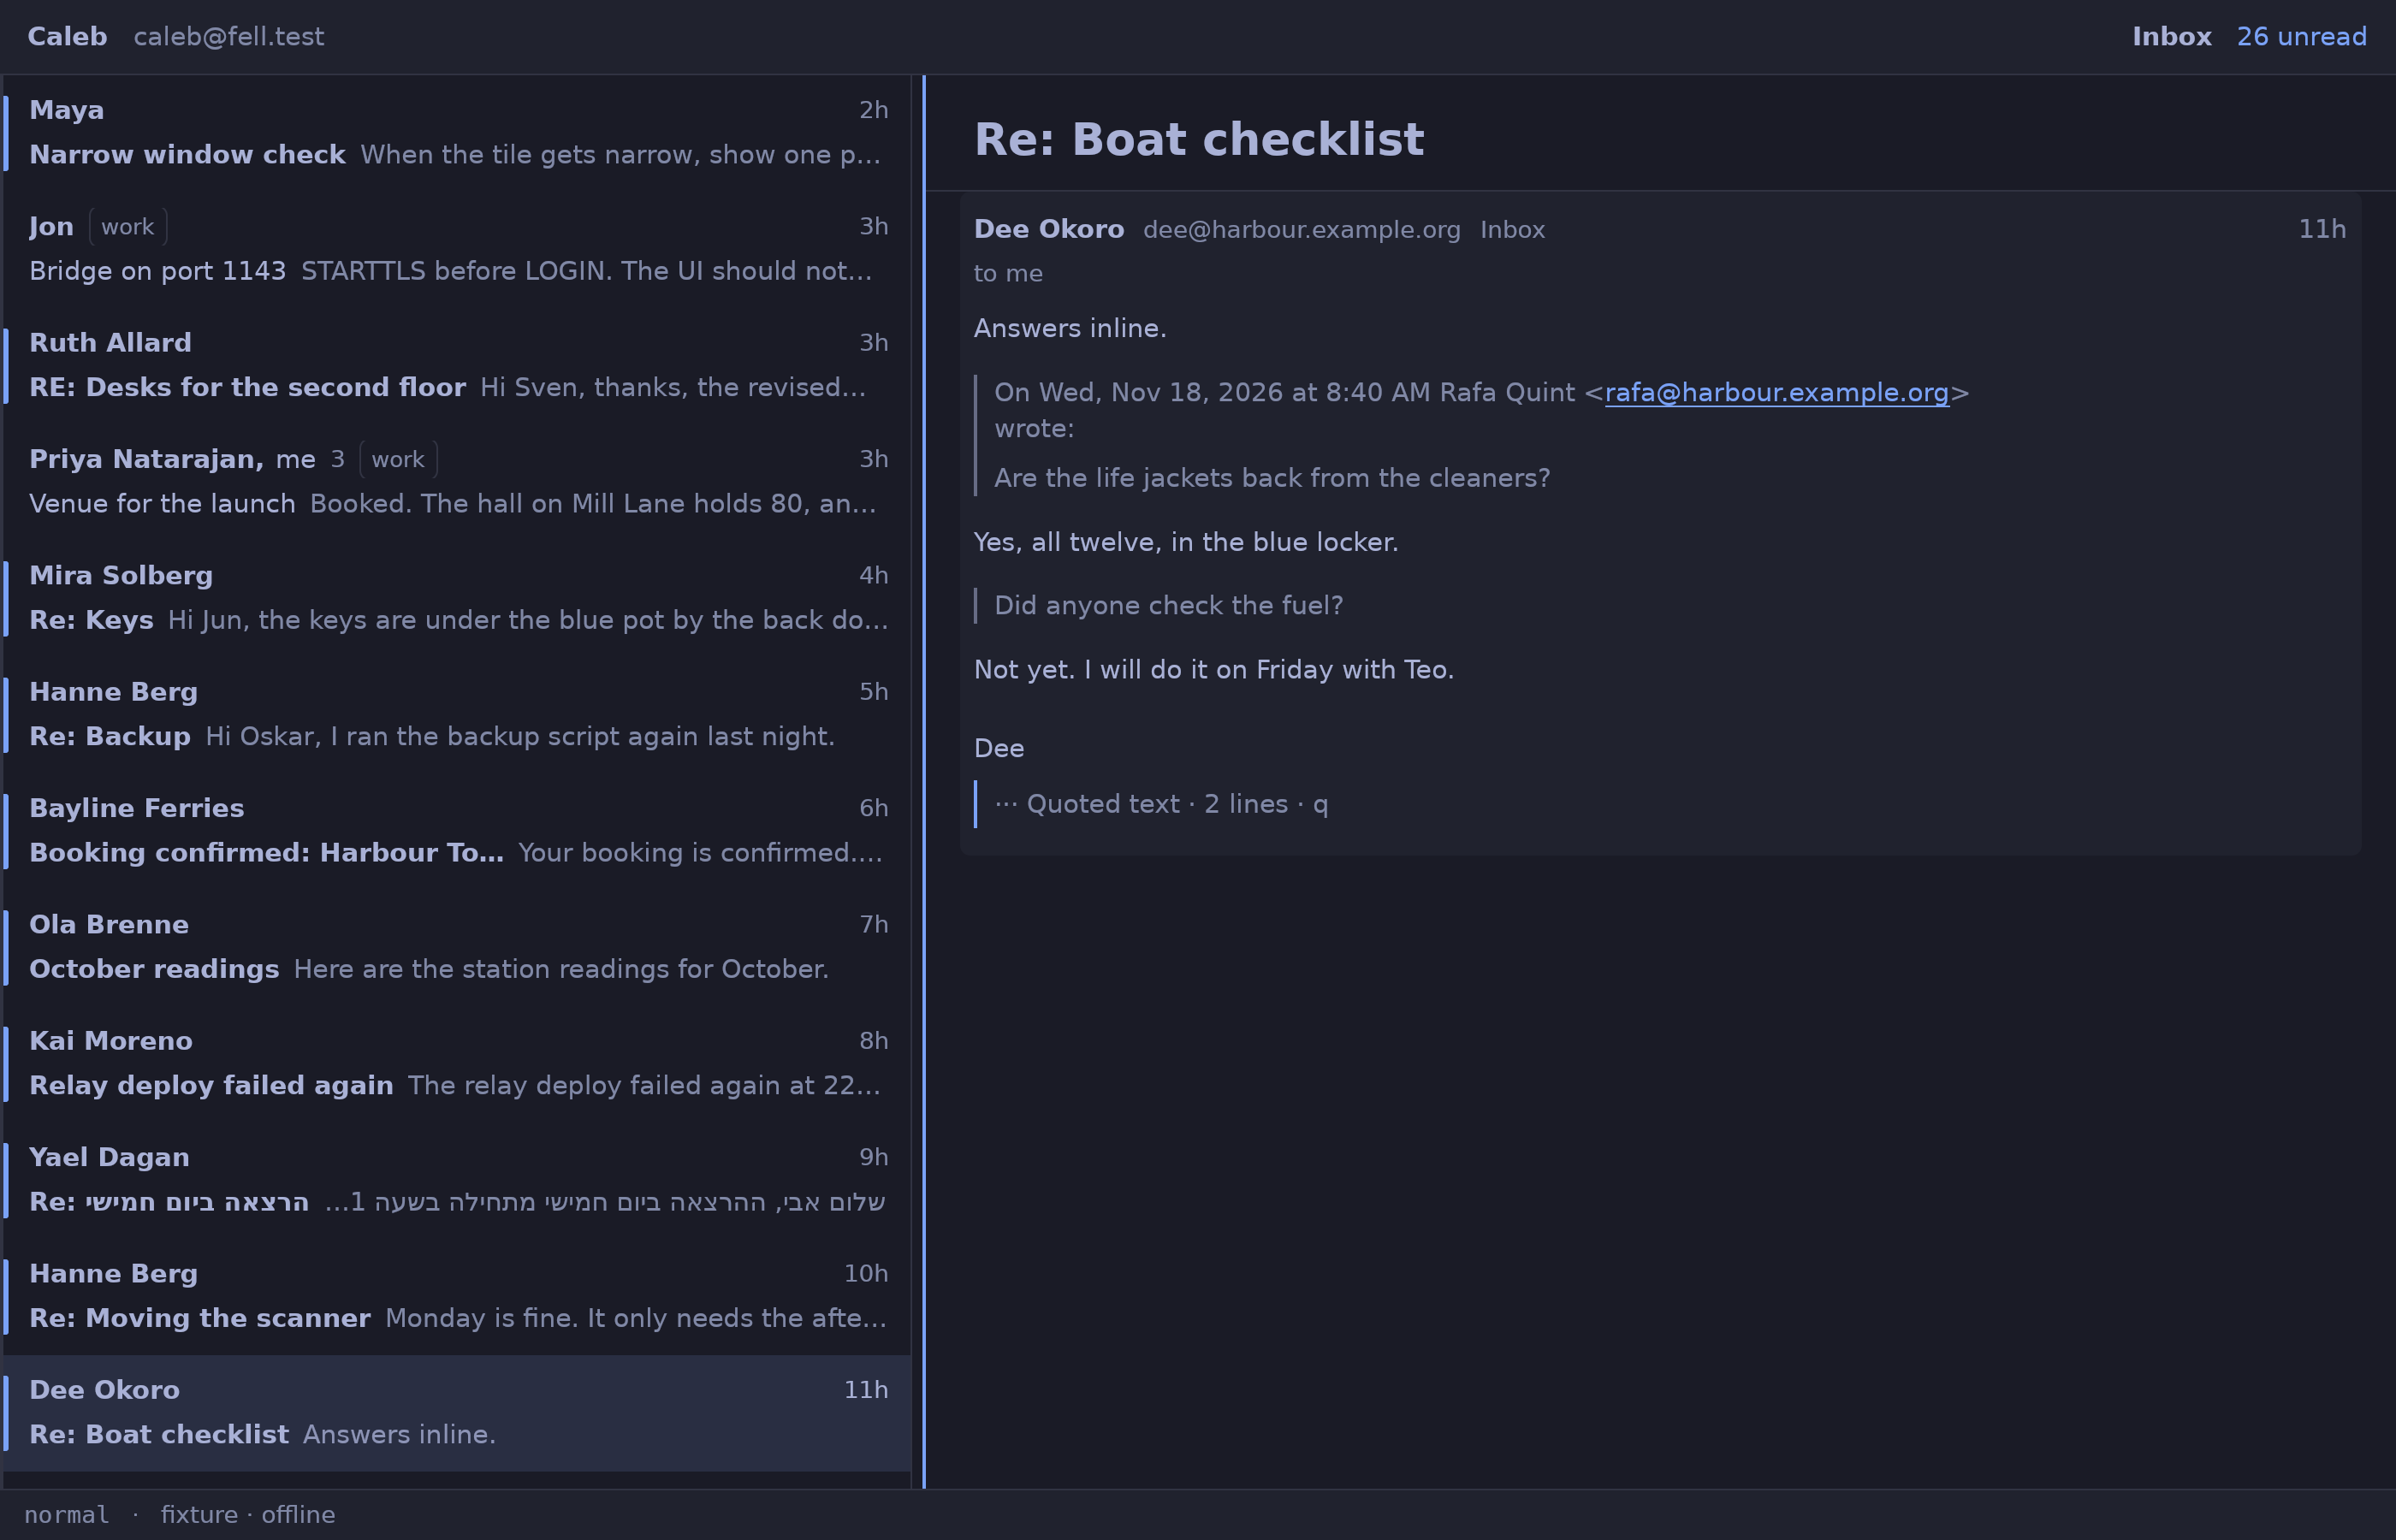 Caleb caleb@fell.test
Inbox 26 unread
Maya 2h
Narrow window check When the tile gets narrow, show one p…
Jon work 3h
Bridge on port 1143 STARTTLS before LOGIN. The UI should not…
Ruth Allard 3h
RE: Desks for the second floor Hi Sven, thanks, the revised…
Priya Natarajan, me 3 work 3h
Venue for the launch Booked. The hall on Mill Lane holds 80, an…
Mira Solberg 4h
Re: Keys Hi Jun, the keys are under the blue pot by the back do…
Hanne Berg 5h
Re: Backup Hi Oskar, I ran the backup script again last night.
Bayline Ferries 6h
Booking confirmed: Harbour To… Your booking is confirmed.…
Ola Brenne 7h
October readings Here are the station readings for October.
Kai Moreno 8h
Relay deploy failed again The relay deploy failed again at 22…
Yael Dagan 9h
Re: הרצאה ביום חמישי שלום אבי, ההרצאה ביום חמישי מתחילה בשעה 1…
Hanne Berg 10h
Re: Moving the scanner Monday is fine. It only needs the afte…
Dee Okoro 11h
Re: Boat checklist Answers inline.
Re: Boat checklist
Dee Okoro dee@harbour.example.org Inbox 11h
to me
Answers inline.
On Wed, Nov 18, 2026 at 8:40 AM Rafa Quint <rafa@harbour.example.org>
wrote:
Are the life jackets back from the cleaners?
Yes, all twelve, in the blue locker.
Did anyone check the fuel?
Not yet. I will do it on Friday with Teo.
Dee
··· Quoted text · 2 lines · q
normal · fixture · offline